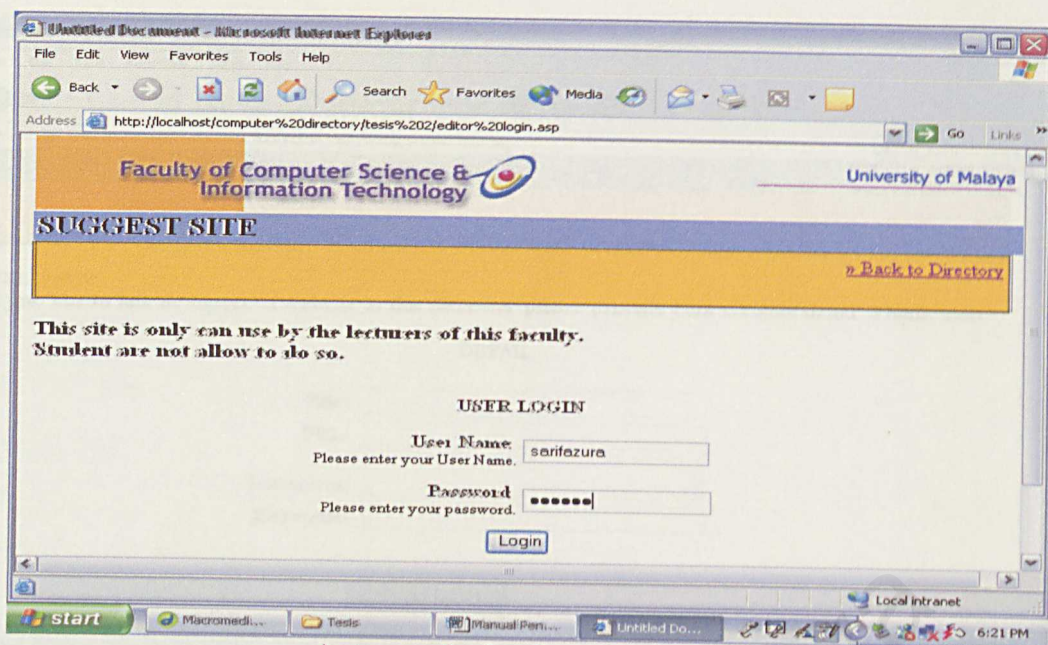 Untitled Document - Microsoft Internet Explorer
File Edit View Favorites Tools Help
Back Search Favorites Media
Address http://localhost/computer%20directory/tesis%202/editor%20login.asp Go Links »
Faculty of Computer Science & University of Malaya
Information Technology
SUGGEST SITE
» Back to Directory
This site is only can use by the lecturers of this faculty.
Student are not allow to do so.
USER LOGIN
User Name
Please enter your User Name. sarifazura
Password
Please enter your password. ••••••
Login
Local intranet
start Macromedi... Tesis Manual Pen... Untitled Do... 6:21 PM